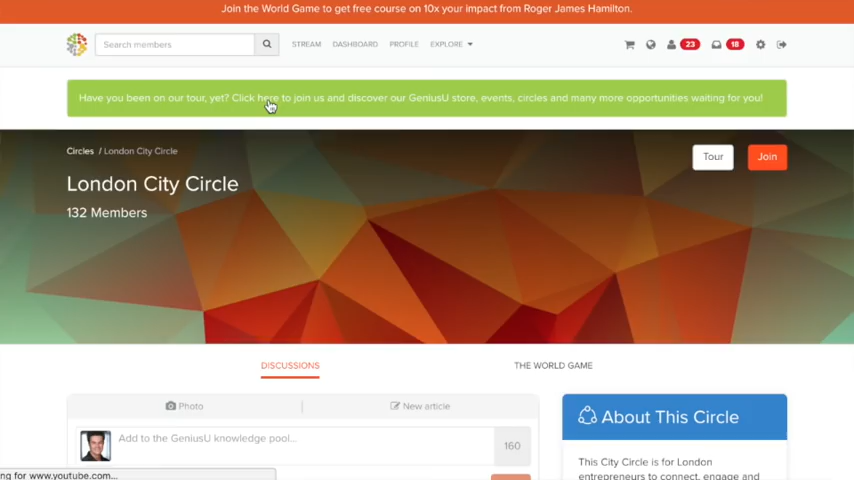 Join the World Game to get free course on 10x your impact from Roger James Hamilton.
Search members
STREAM DASHBOARD PROFILE EXPLORE
23
18
Have you been on our tour, yet? Click here to join us and discover our GeniusU store, events, circles and many more opportunities waiting for you!
Circles / London City Circle
Tour
Join
London City Circle
132 Members
DISCUSSIONS
THE WORLD GAME
Photo
New article
Add to the GeniusU knowledge pool...
160
About This Circle
This City Circle is for London
entrepreneurs to connect, engage and
ng for www.youtube.com...